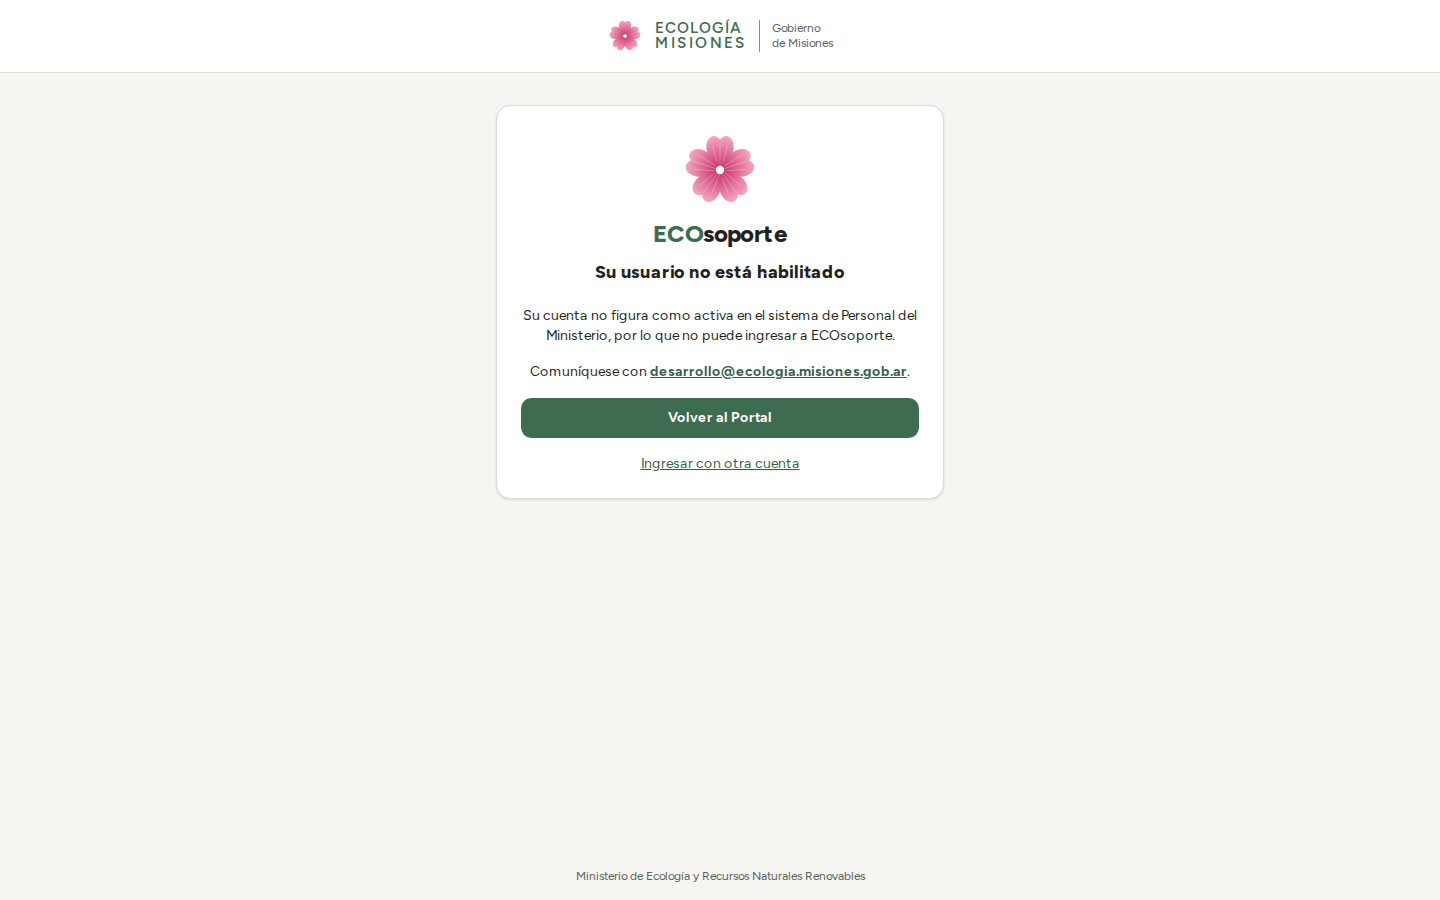 ECOLOGÍA
MISIONES
Gobierno
de Misiones
ECOsoporte
Su usuario no está habilitado
Su cuenta no figura como activa en el sistema de Personal del
Ministerio, por lo que no puede ingresar a ECOsoporte.
Comuníquese con desarrollo@ecologia.misiones.gob.ar.
Volver al Portal
Ingresar con otra cuenta
Ministerio de Ecología y Recursos Naturales Renovables